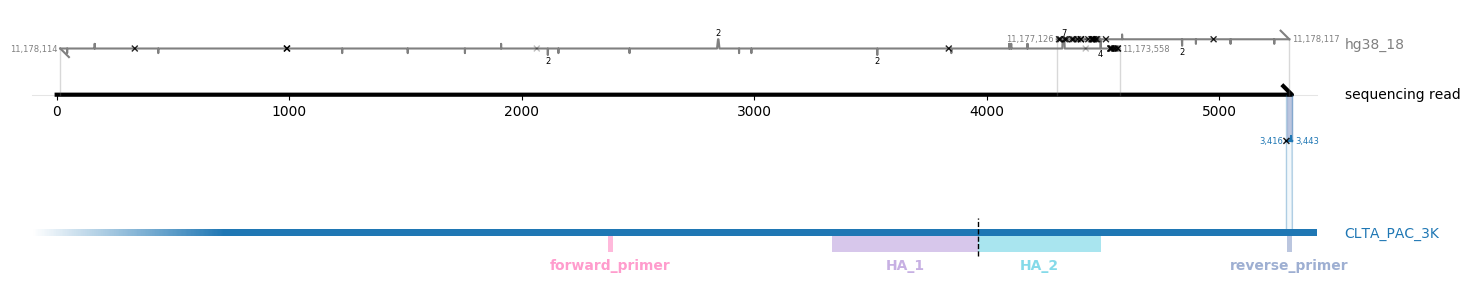 2 7
11,178,114 11,177,126 11,178,117 hg38_18
2 2 4 11,173,558 2
sequencing read
0 1000 2000 3000 4000 5000
3,416 3,443
CLTA_PAC_3K
forward_primer HA_1 HA_2 reverse_primer